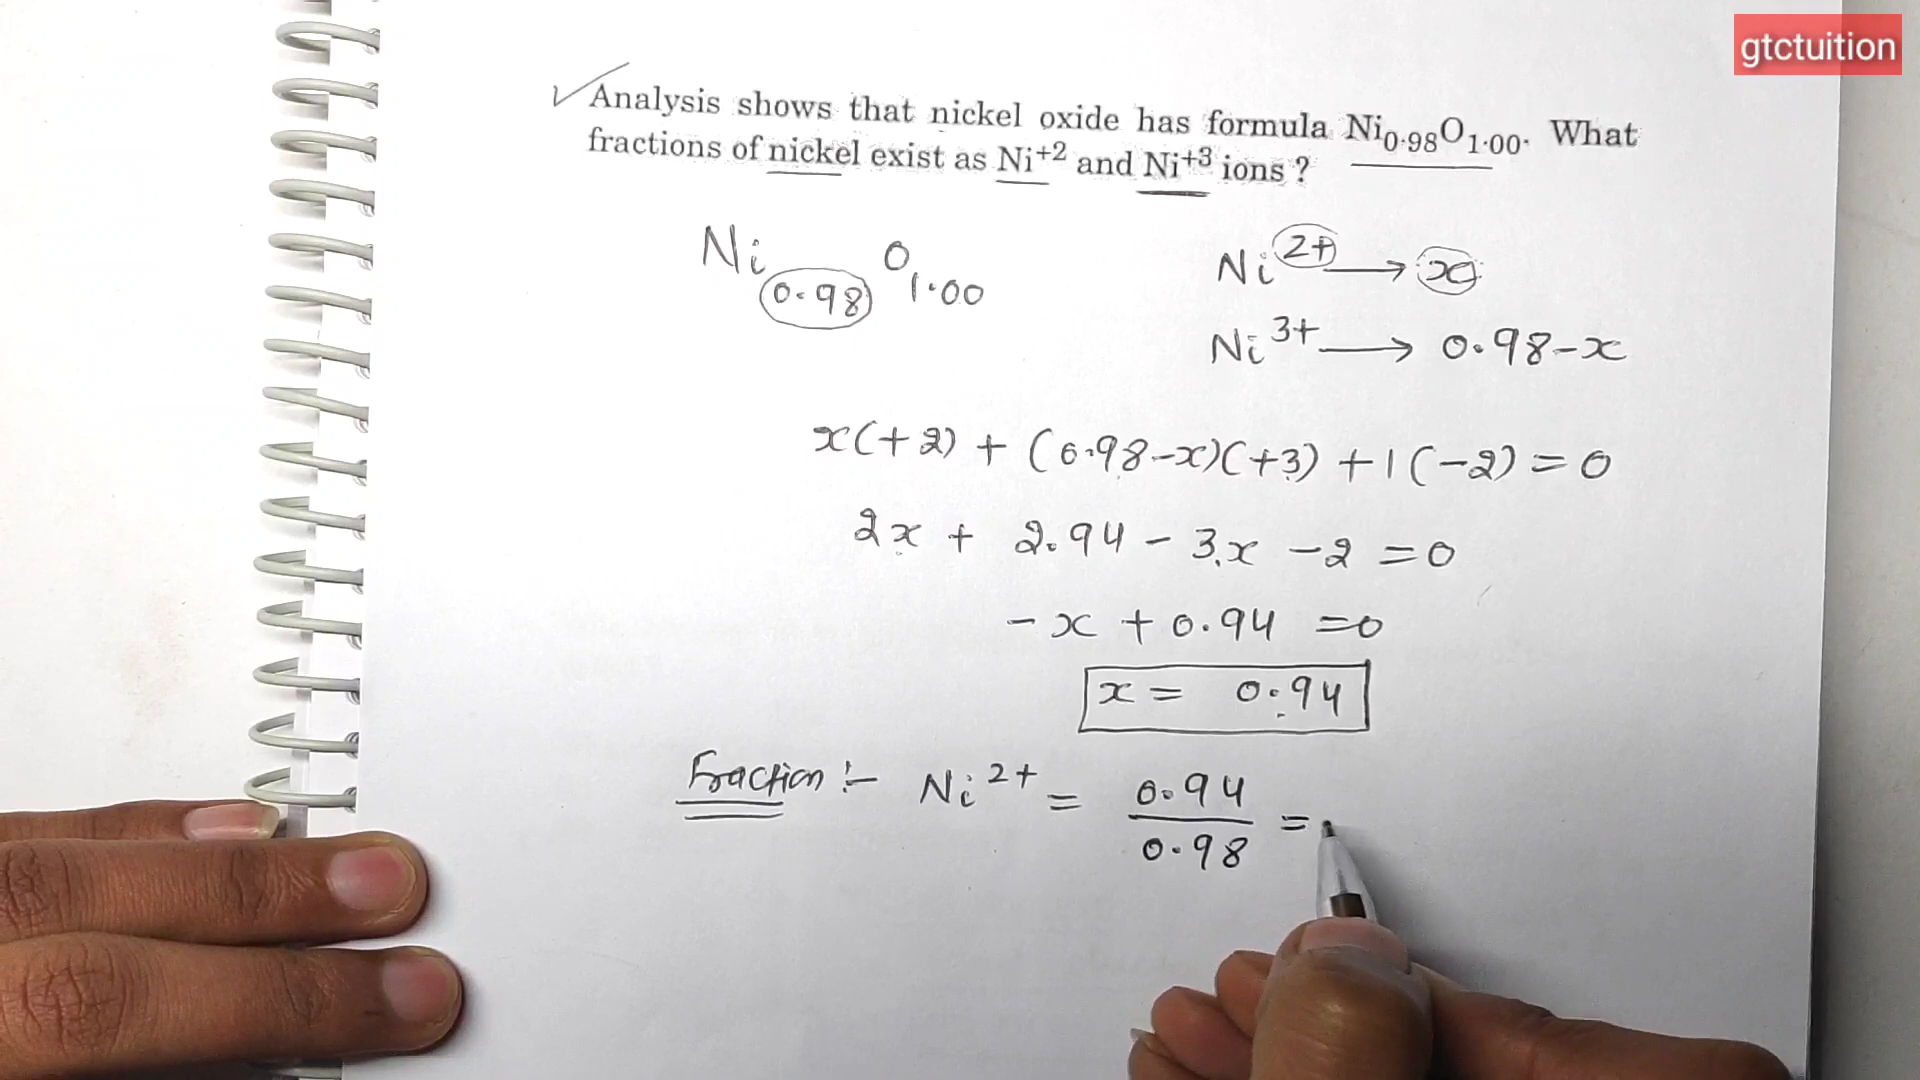 gtctuition
Analysis shows that nickel oxide has formula Ni₀.₉₈O₁.₀₀. What
fractions of nickel exist as Ni⁺² and Ni⁺³ ions ?
Ni₀.₉₈ O₁.₀₀
Ni²⁺ → x
Ni³⁺ → 0.98-x
x(+2) + (0.98-x)(+3) + 1(-2) = 0
2x + 2.94 - 3x - 2 = 0
- x + 0.94 = 0
x = 0.94
Fraction :- Ni²⁺ = 0.94/0.98 =